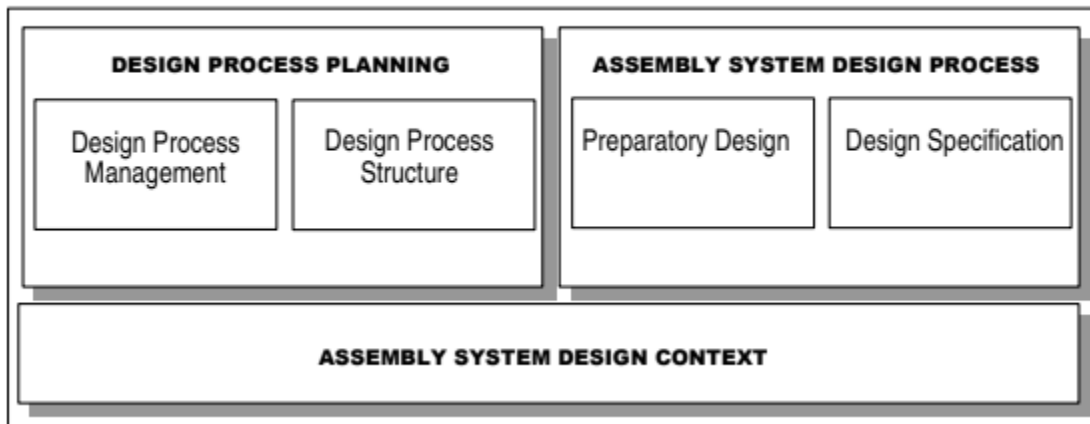 DESIGN PROCESS PLANNING
Design Process
Management
Design Process
Structure
ASSEMBLY SYSTEM DESIGN PROCESS
Preparatory Design
Design Specification
ASSEMBLY SYSTEM DESIGN CONTEXT